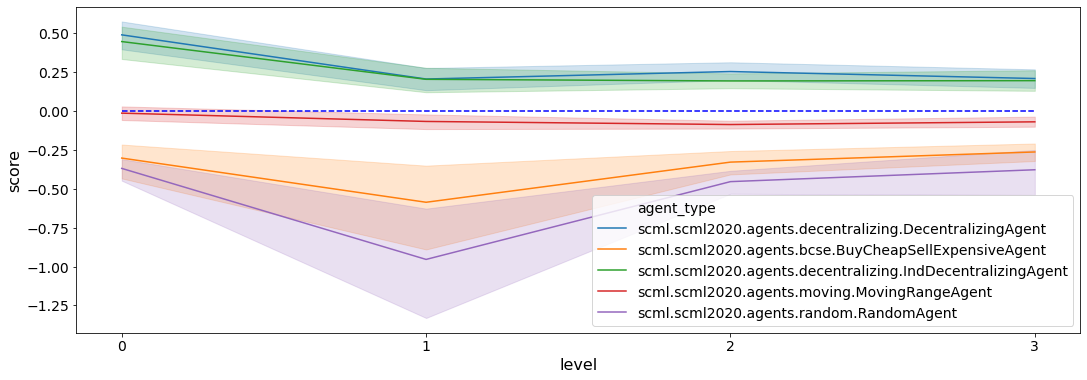 0.50
0.25
0.00
−0.25
−0.50
−0.75
−1.00
−1.25
score
0 1 2 3
level
agent_type
scml.scml2020.agents.decentralizing.DecentralizingAgent
scml.scml2020.agents.bcse.BuyCheapSellExpensiveAgent
scml.scml2020.agents.decentralizing.IndDecentralizingAgent
scml.scml2020.agents.moving.MovingRangeAgent
scml.scml2020.agents.random.RandomAgent